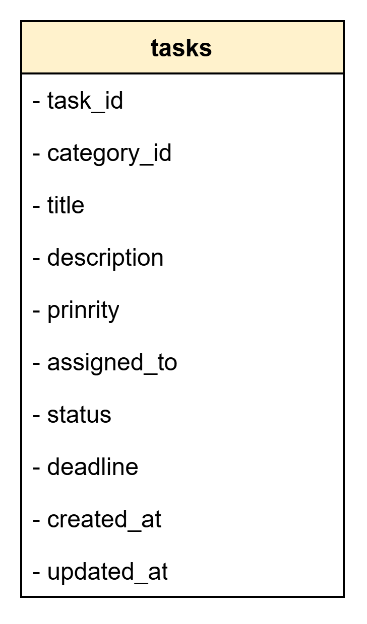 tasks
- task_id
- category_id
- title
- description
- prinrity
- assigned_to
- status
- deadline
- created_at
- updated_at